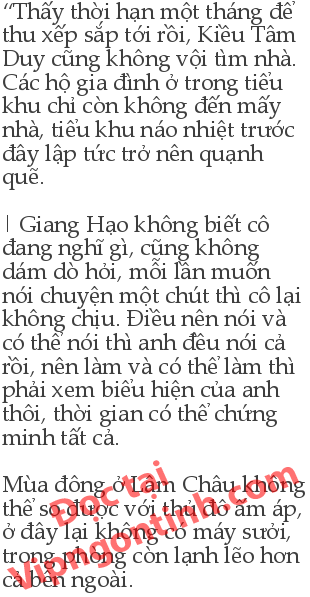 “Thấy thời hạn một tháng để
thu xếp sắp tới rồi, Kiều Tâm
Duy cũng không vội tìm nhà.
Các hộ gia đình ở trong tiểu
khu chỉ còn không đến mấy
nhà, tiểu khu náo nhiệt trước
đây lập tức trở nên quạnh
quẽ.
| Giang Hạo không biết cô
đang nghĩ gì, cũng không
dám dò hỏi, mỗi lần muốn
nói chuyện một chút thì cô lại
không chịu. Điều nên nói và
có thể nói thì anh đều nói cả
rồi, nên làm và có thể làm thì
phải xem biểu hiện của anh
thôi, thời gian có thể chứng
minh tất cả.
Mùa đông ở Lâm Châu không
thể so được với thủ đô ấm áp,
ở đây lại không có máy sưởi,
trong phòng còn lạnh lẽo hơn
cả bên ngoài.
Đọc tại
Vipngontinh.com